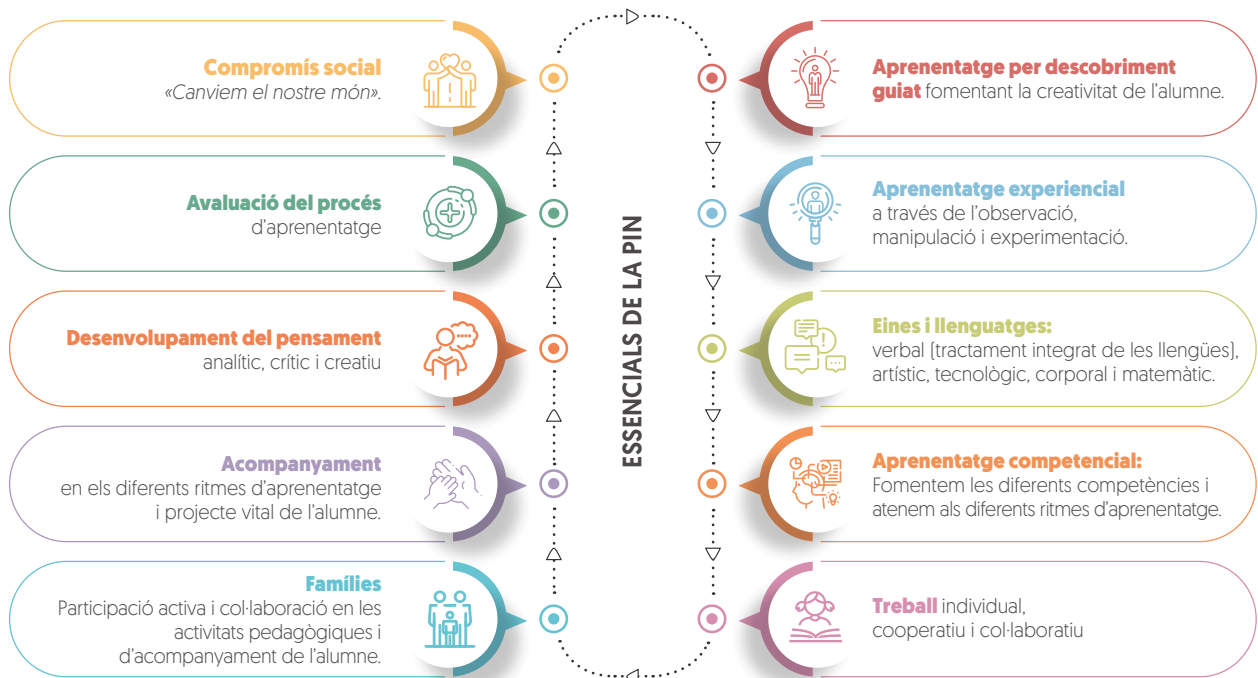 Compromís social
«Canviem el nostre món».
Avaluació del procés
d'aprenentatge
Desenvolupament del pensament
analític, crític i creatiu
Acompanyament
en els diferents ritmes d'aprenentatge
i projecte vital de l'alumne.
Famílies
Participació activa i col·laboració en les
activitats pedagògiques i
d'acompanyament de l'alumne.
ESSENCIALS DE LA PIN
Aprenentatge per descobriment
guiat fomentant la creativitat de l'alumne.
Aprenentatge experiencial
a través de l'observació,
manipulació i experimentació.
Eines i llenguatges:
verbal (tractament integrat de les llengües),
artístic, tecnològic, corporal i matemàtic.
Aprenentatge competencial:
Fomentem les diferents competències i
atenem als diferents ritmes d'aprenentatge.
Treball individual,
cooperatiu i col·laboratiu